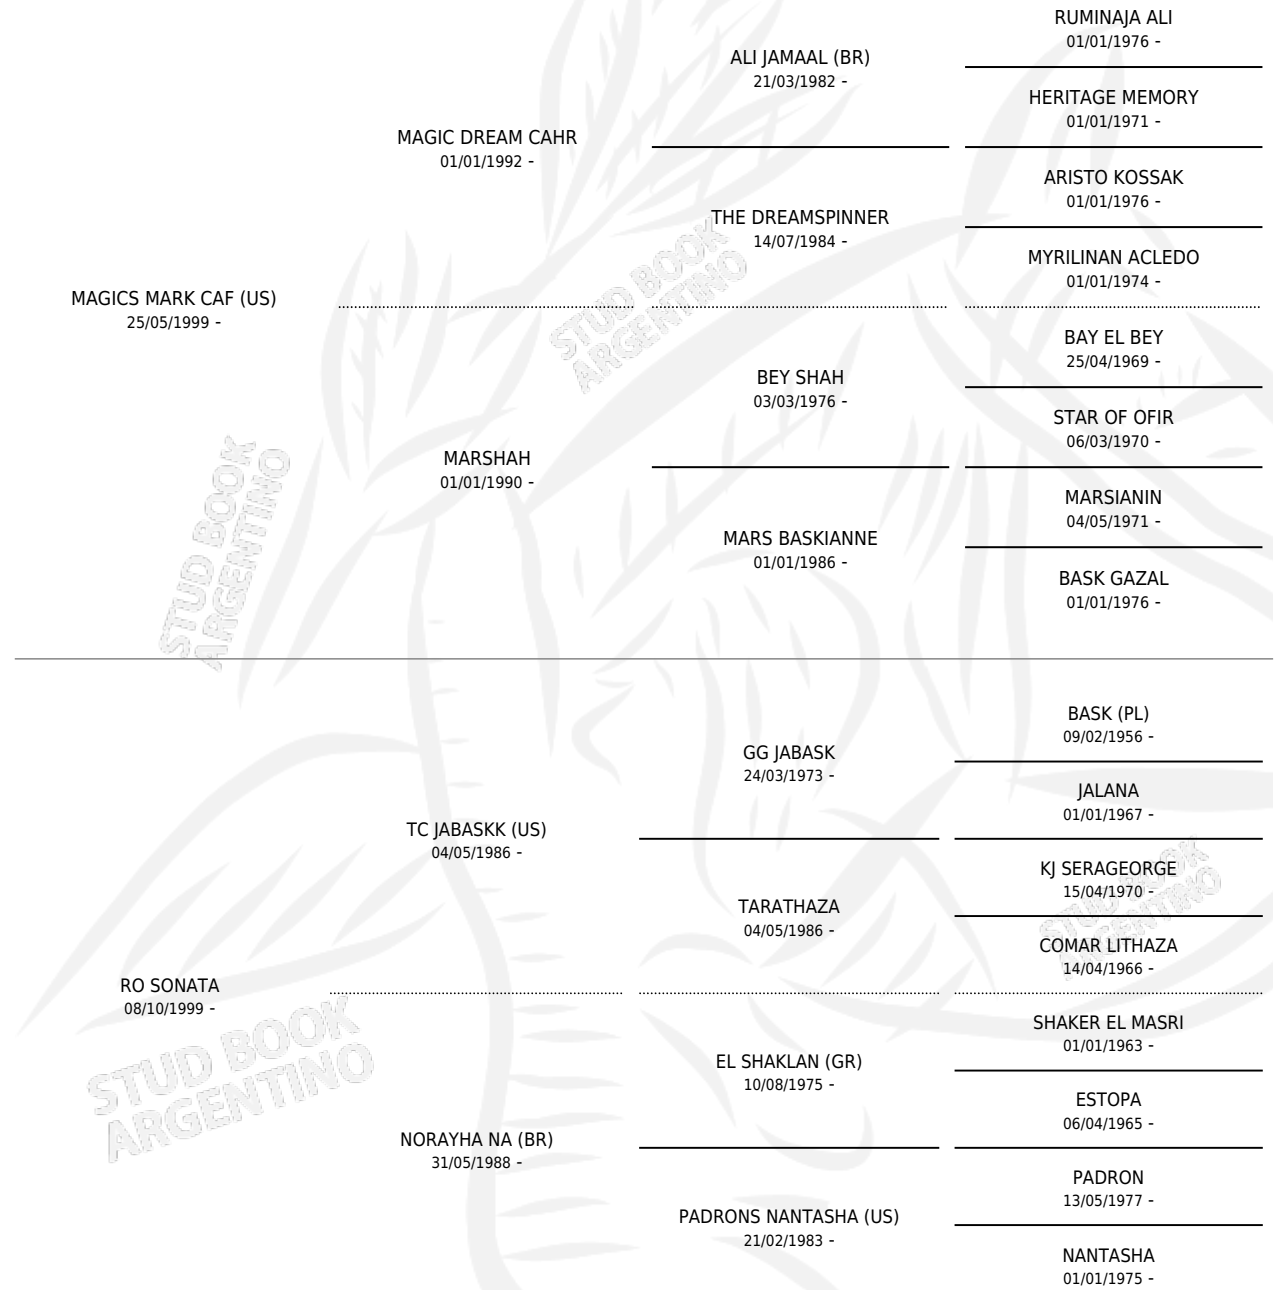 RUMINAJA ALI
01/01/1976 -
ALI JAMAAL (BR)
21/03/1982 -
HERITAGE MEMORY
01/01/1971 -
MAGIC DREAM CAHR
01/01/1992 -
ARISTO KOSSAK
01/01/1976 -
THE DREAMSPINNER
14/07/1984 -
MYRILINAN ACLEDO
01/01/1974 -
MAGICS MARK CAF (US)
25/05/1999 -
BAY EL BEY
25/04/1969 -
BEY SHAH
03/03/1976 -
STAR OF OFIR
06/03/1970 -
MARSHAH
01/01/1990 -
MARSIANIN
04/05/1971 -
MARS BASKIANNE
01/01/1986 -
BASK GAZAL
01/01/1976 -
BASK (PL)
09/02/1956 -
GG JABASK
24/03/1973 -
JALANA
01/01/1967 -
TC JABASKK (US)
04/05/1986 -
KJ SERAGEORGE
15/04/1970 -
TARATHAZA
04/05/1986 -
COMAR LITHAZA
14/04/1966 -
RO SONATA
08/10/1999 -
SHAKER EL MASRI
01/01/1963 -
EL SHAKLAN (GR)
10/08/1975 -
ESTOPA
06/04/1965 -
NORAYHA NA (BR)
31/05/1988 -
PADRON
13/05/1977 -
PADRONS NANTASHA (US)
21/02/1983 -
NANTASHA
01/01/1975 -
STUD BOOK
ARGENTINO
STUD BOOK
ARGENTINO
STUD BOOK
ARGENTINO
STUD BOOK
ARGENTINO